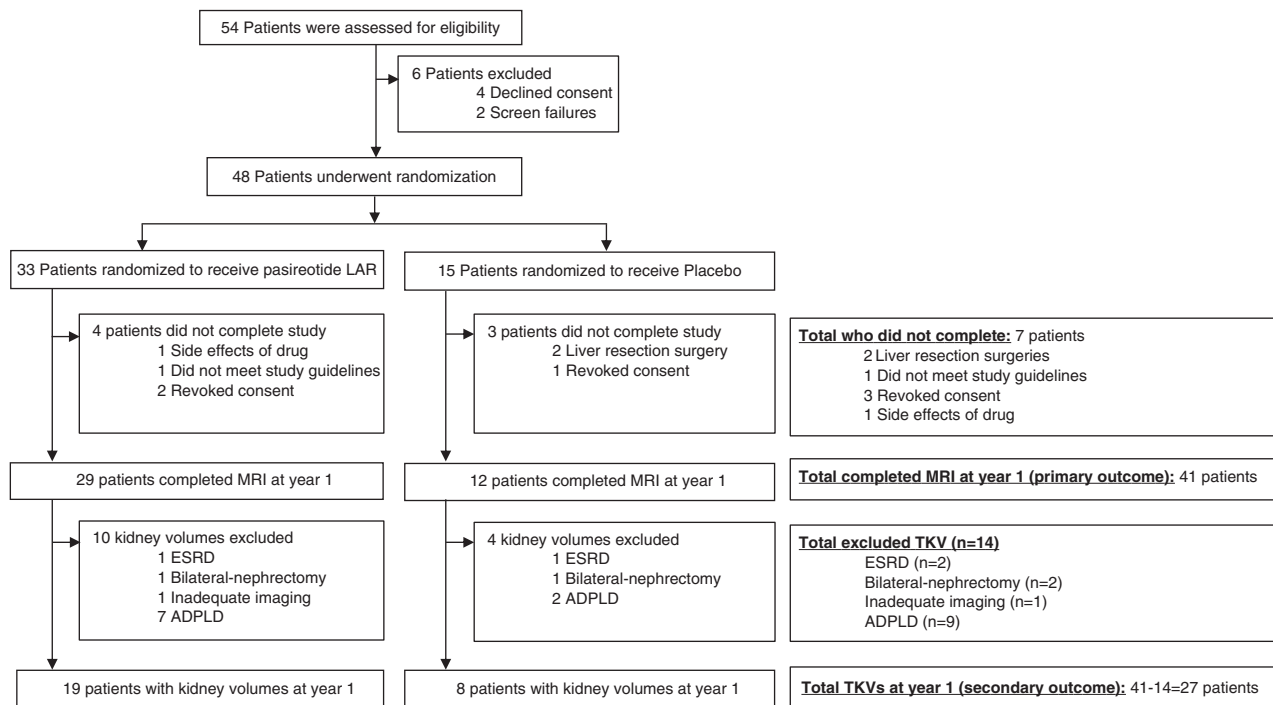 54 Patients were assessed for eligibility
6 Patients excluded
4 Declined consent
2 Screen failures
48 Patients underwent randomization
33 Patients randomized to receive pasireotide LAR
15 Patients randomized to receive Placebo
4 patients did not complete study
1 Side effects of drug
1 Did not meet study guidelines
2 Revoked consent
3 patients did not complete study
2 Liver resection surgery
1 Revoked consent
Total who did not complete: 7 patients
2 Liver resection surgeries
1 Did not meet study guidelines
3 Revoked consent
1 Side effects of drug
29 patients completed MRI at year 1
12 patients completed MRI at year 1
Total completed MRI at year 1 (primary outcome): 41 patients
10 kidney volumes excluded
1 ESRD
1 Bilateral-nephrectomy
1 Inadequate imaging
7 ADPLD
4 kidney volumes excluded
1 ESRD
1 Bilateral-nephrectomy
2 ADPLD
Total excluded TKV (n=14)
ESRD (n=2)
Bilateral-nephrectomy (n=2)
Inadequate imaging (n=1)
ADPLD (n=9)
19 patients with kidney volumes at year 1
8 patients with kidney volumes at year 1
Total TKVs at year 1 (secondary outcome): 41-14=27 patients